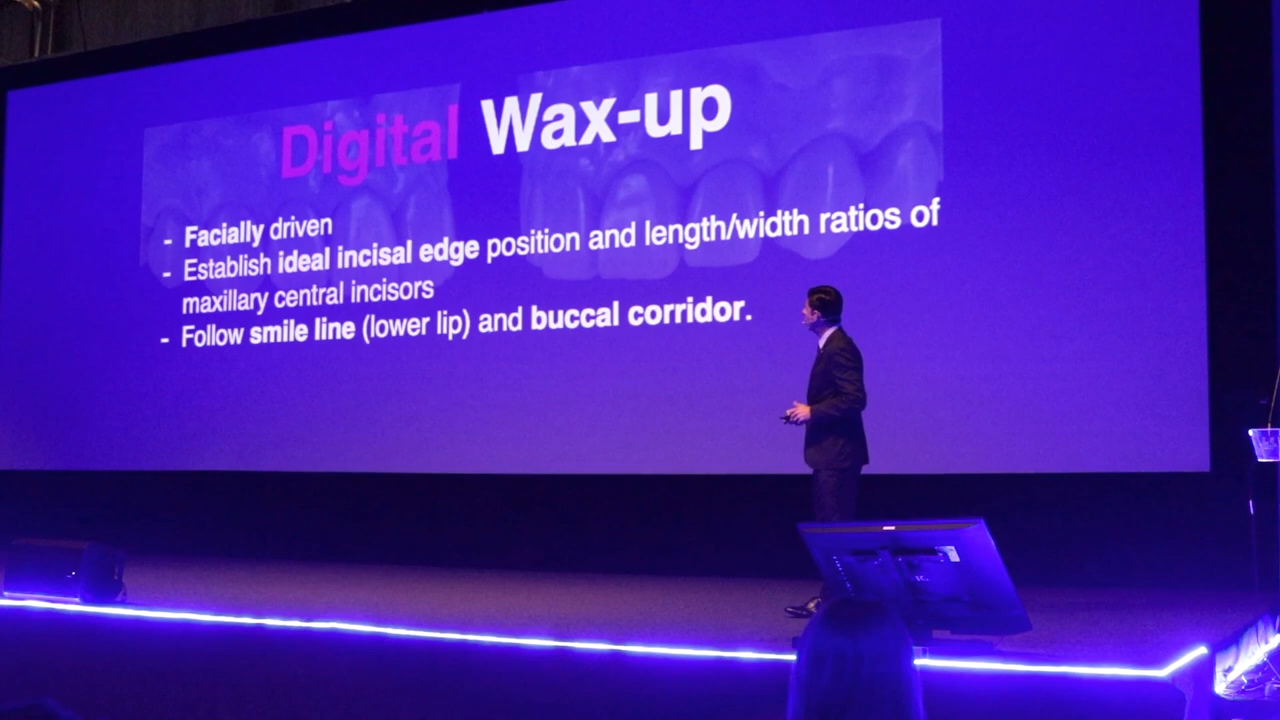 Digital Wax-up
- Facially driven
- Establish ideal incisal edge position and length/width ratios of
maxillary central incisors
- Follow smile line (lower lip) and buccal corridor.